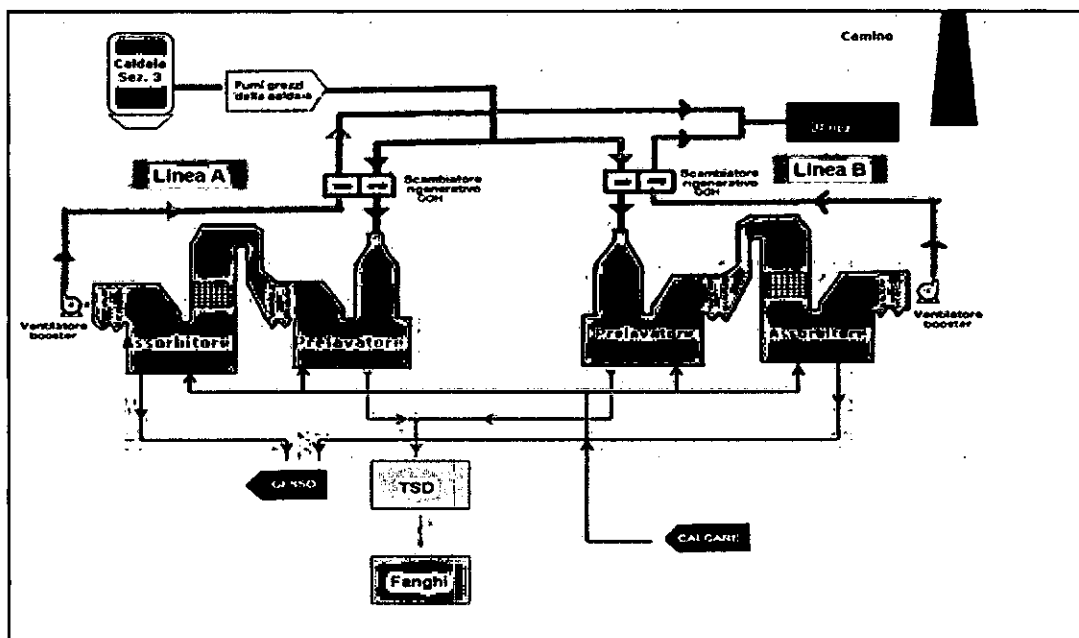 Camino
Caldaia
Sez. 3
Fumi grezzi
della caldaia
Linea A
Scambiatore
rigenerativo
GGH
Scambiatore
rigenerativo
GGH
Linea B
Ventilatore
booster
Assorbitore
Prelavatore
Prelavatore
Assorbitore
Ventilatore
booster
GESSO
TSD
CALCARE
Fanghi